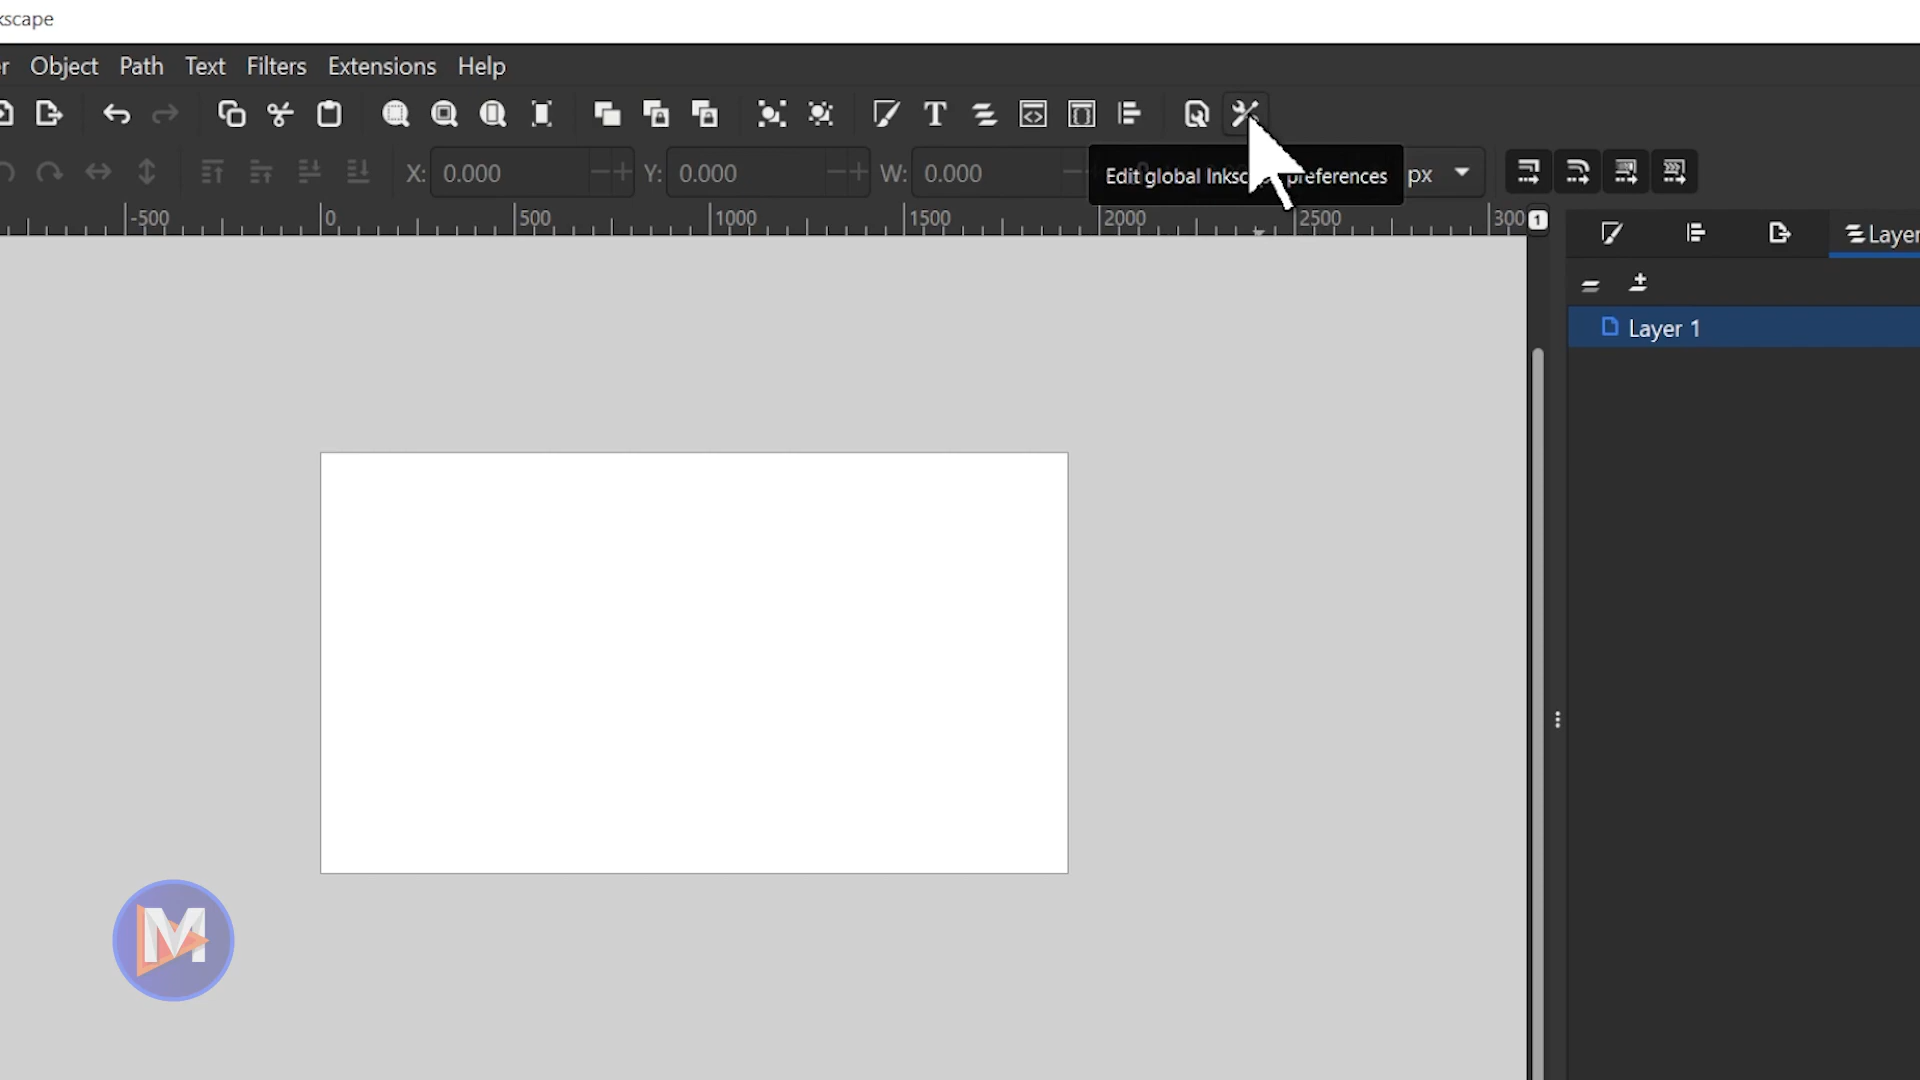 kscape
r Object Path Text Filters Extensions Help
X: 0.000 Y: 0.000 W: 0.000 px
Edit global Inksc preferences
-500 0 500 1000 1500 2000 2500 300 1
Layer
Layer 1
M